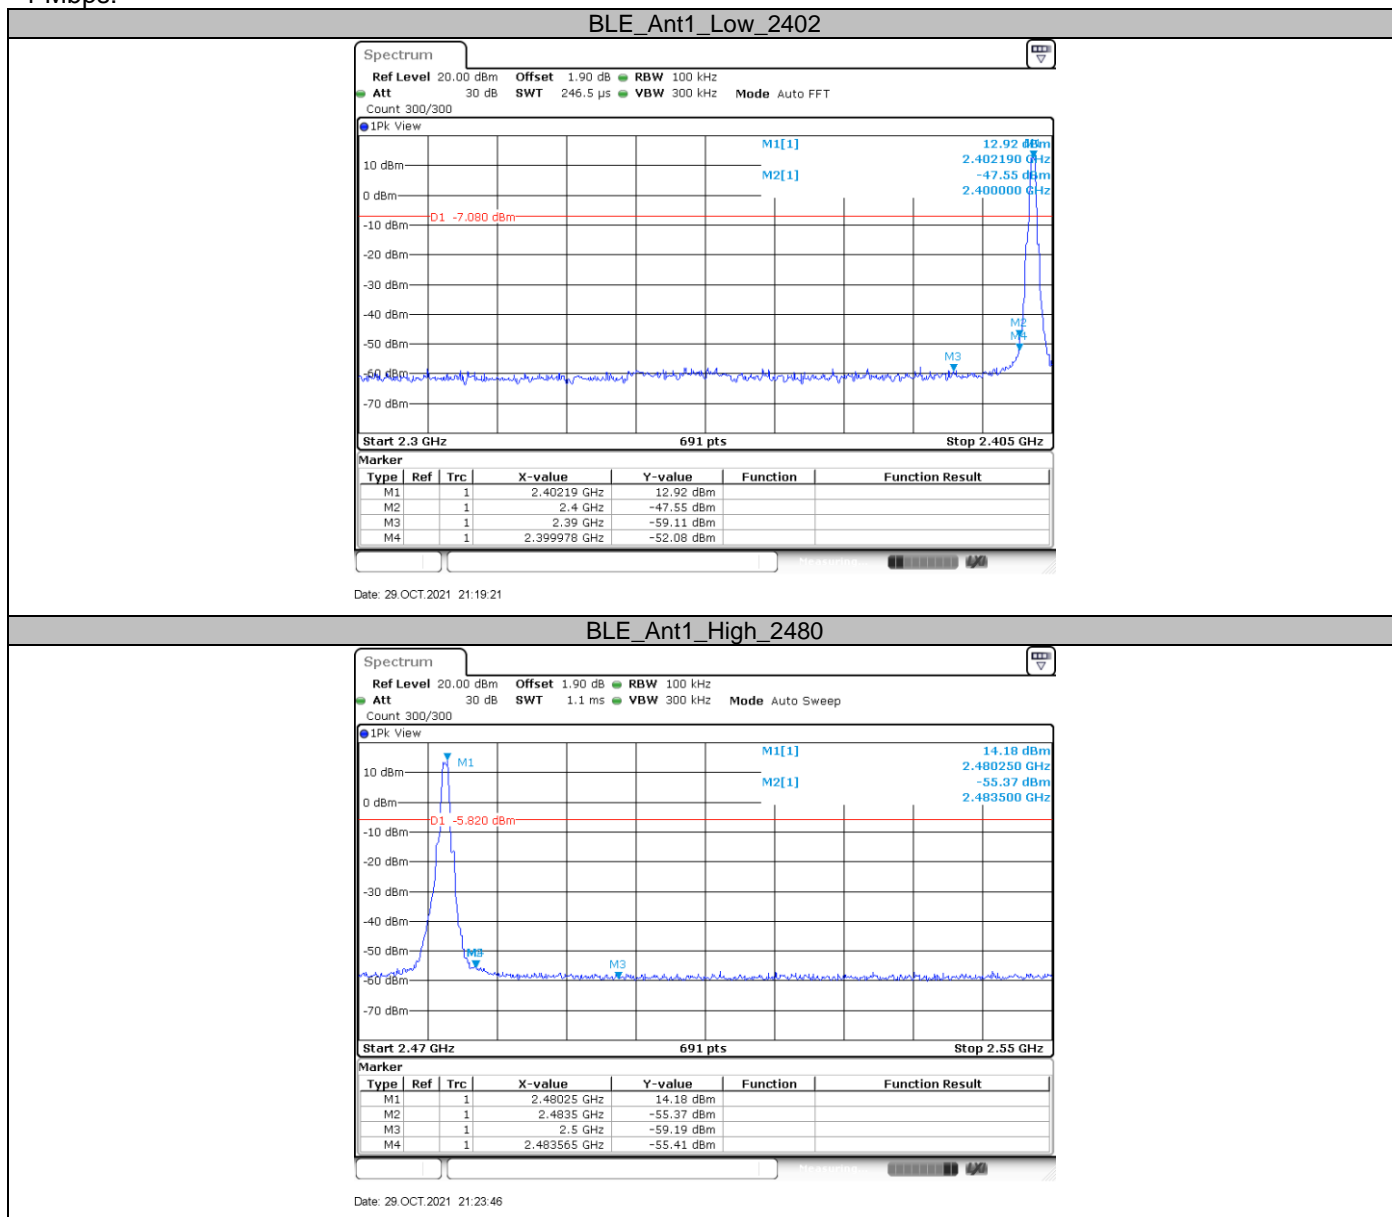 1 Mbps:
BLE_Ant1_Low_2402
Spectrum
Ref Level 20.00 dBm Offset 1.90 dB RBW 100 kHz
Att 30 dB SWT 246.5 µs VBW 300 kHz Mode Auto FFT
Count 300/300
1Pk View
M1[1] 12.92 dBm
2.402190 GHz
M2[1] -47.55 dBm
2.400000 GHz
M1
10 dBm
0 dBm
D1 -7.080 dBm
-10 dBm
-20 dBm
-30 dBm
-40 dBm
M2
M4
-50 dBm
M3
-60 dBm
-70 dBm
Start 2.3 GHz 691 pts Stop 2.405 GHz
Marker
Type Ref Trc X-value Y-value Function Function Result
M1 1 2.40219 GHz 12.92 dBm
M2 1 2.4 GHz -47.55 dBm
M3 1 2.39 GHz -59.11 dBm
M4 1 2.399978 GHz -52.08 dBm
Measuring...
Date: 29.OCT.2021 21:19:21
BLE_Ant1_High_2480
Spectrum
Ref Level 20.00 dBm Offset 1.90 dB RBW 100 kHz
Att 30 dB SWT 1.1 ms VBW 300 kHz Mode Auto Sweep
Count 300/300
1Pk View
M1[1] 14.18 dBm
2.480250 GHz
M2[1] -55.37 dBm
2.483500 GHz
M1
10 dBm
0 dBm
D1 -5.820 dBm
-10 dBm
-20 dBm
-30 dBm
-40 dBm
-50 dBm
M2
M3
-60 dBm
-70 dBm
Start 2.47 GHz 691 pts Stop 2.55 GHz
Marker
Type Ref Trc X-value Y-value Function Function Result
M1 1 2.48025 GHz 14.18 dBm
M2 1 2.4835 GHz -55.37 dBm
M3 1 2.5 GHz -59.19 dBm
M4 1 2.483565 GHz -55.41 dBm
Measuring...
Date: 29.OCT.2021 21:23:46